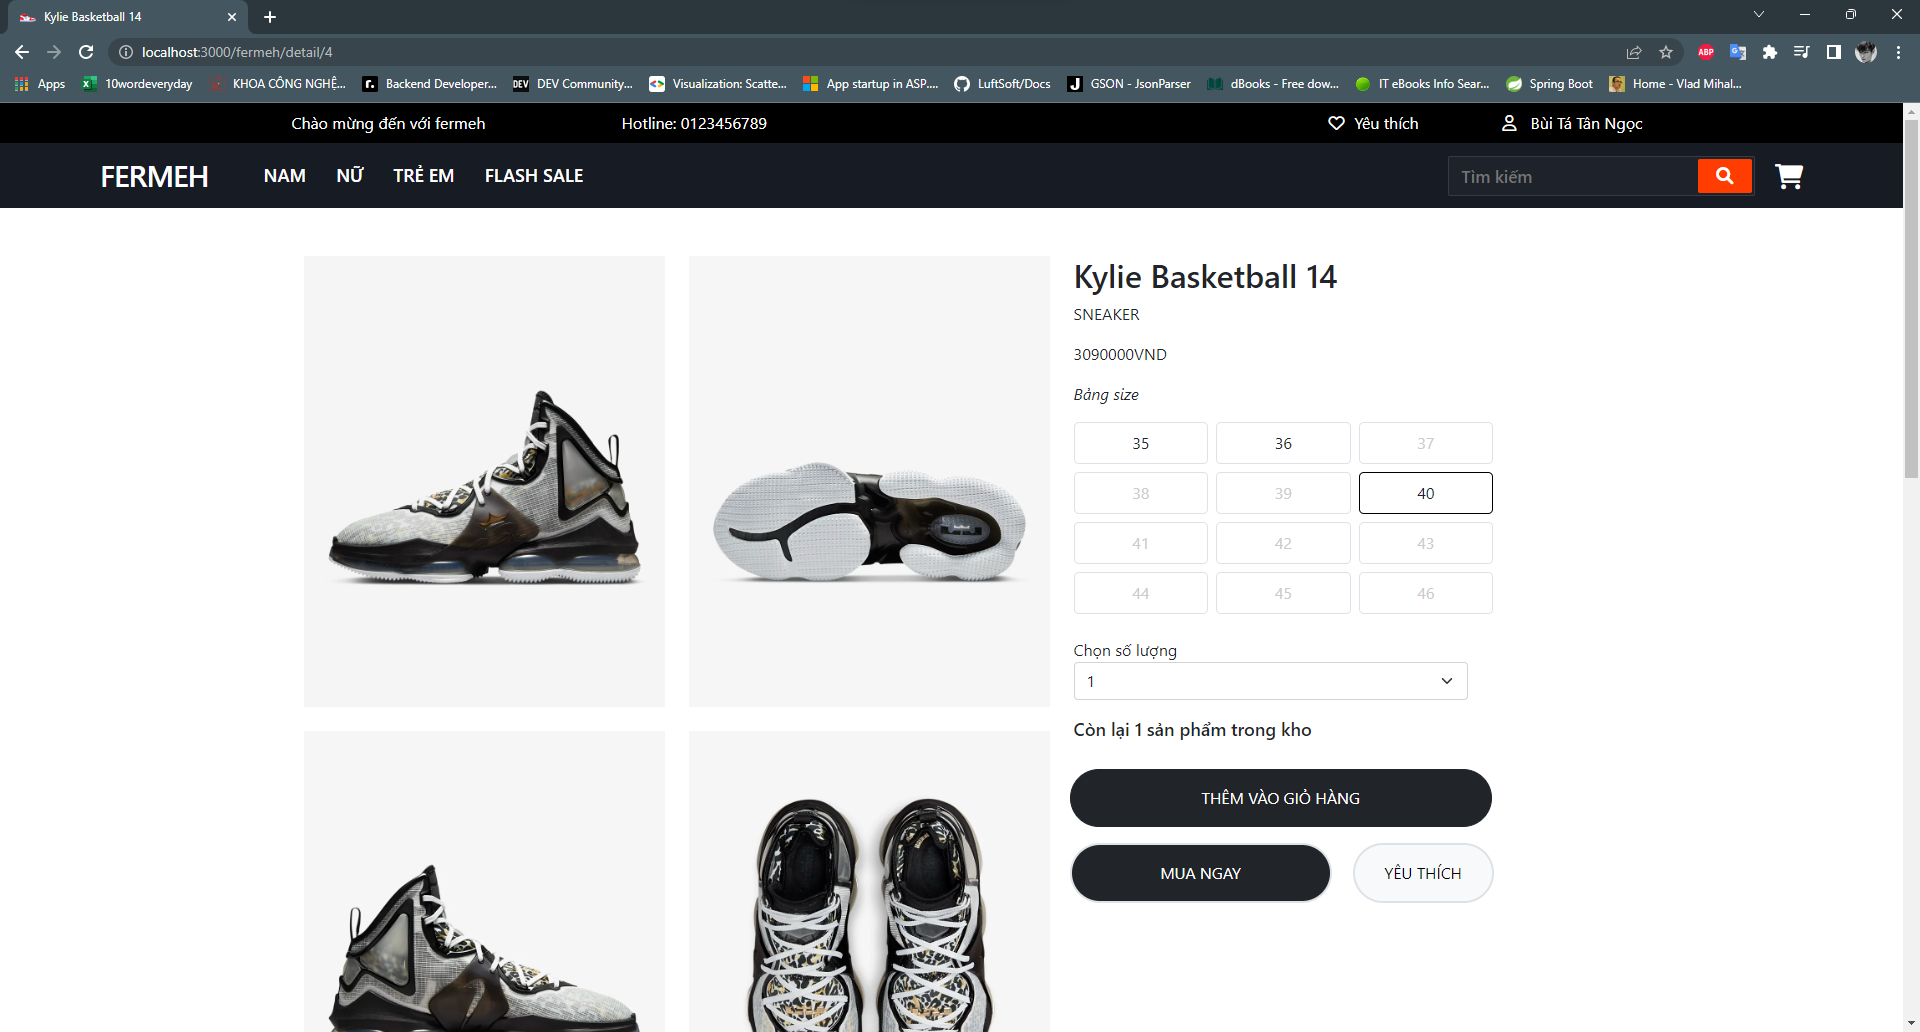 Kylie Basketball 14
localhost:3000/fermeh/detail/4
ABP
Apps
10wordeveryday
KHOA CÔNG NGHỆ...
r.
Backend Developer...
DEV
DEV Community...
Visualization: Scatte...
App startup in ASP....
LuftSoft/Docs
J
GSON - JsonParser
dBooks - Free dow...
IT eBooks Info Sear...
Spring Boot
Home - Vlad Mihal...
Chào mừng đến với fermeh
Hotline: 0123456789
Yêu thích
Bùi Tá Tân Ngọc
FERMEH
NAM
NỮ
TRẺ EM
FLASH SALE
Tìm kiếm
Kylie Basketball 14
SNEAKER
3090000VND
Bảng size
35
36
37
38
39
40
41
42
43
44
45
46
Chọn số lượng
1
Còn lại 1 sản phẩm trong kho
THÊM VÀO GIỎ HÀNG
MUA NGAY
YÊU THÍCH